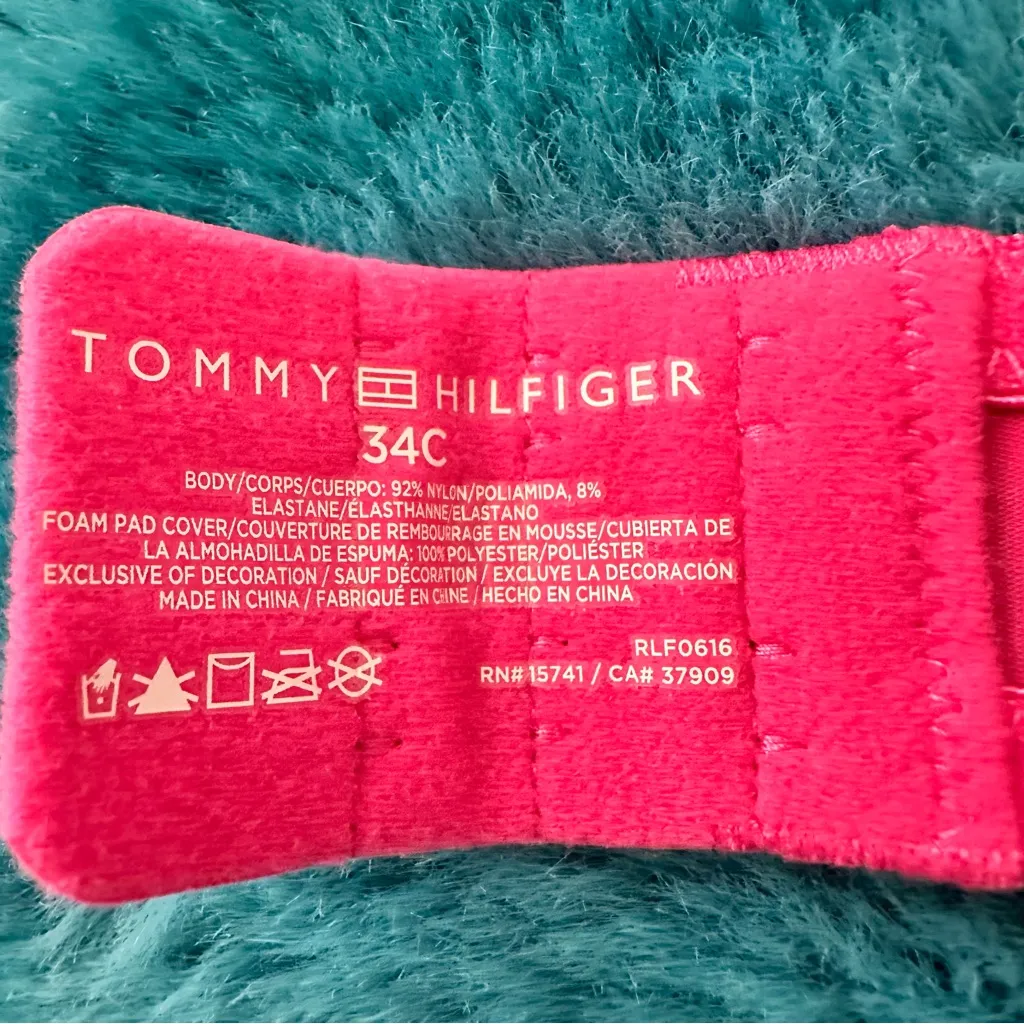 TOMMY HILFIGER
34C
BODY/CORPS/CUERPO: 92% NYLON/POLIAMIDA, 8%
ELASTANE/ÉLASTHANNE/ELASTANO
FOAM PAD COVER/COUVERTURE DE REMBOURRAGE EN MOUSSE/CUBIERTA DE
LA ALMOHADILLA DE ESPUMA: 100% POLYESTER/POLIÉSTER
EXCLUSIVE OF DECORATION / SAUF DÉCORATION / EXCLUYE LA DECORACIÓN
MADE IN CHINA / FABRIQUÉ EN CHINE / HECHO EN CHINA
RLF0616
RN# 15741 / CA# 37909